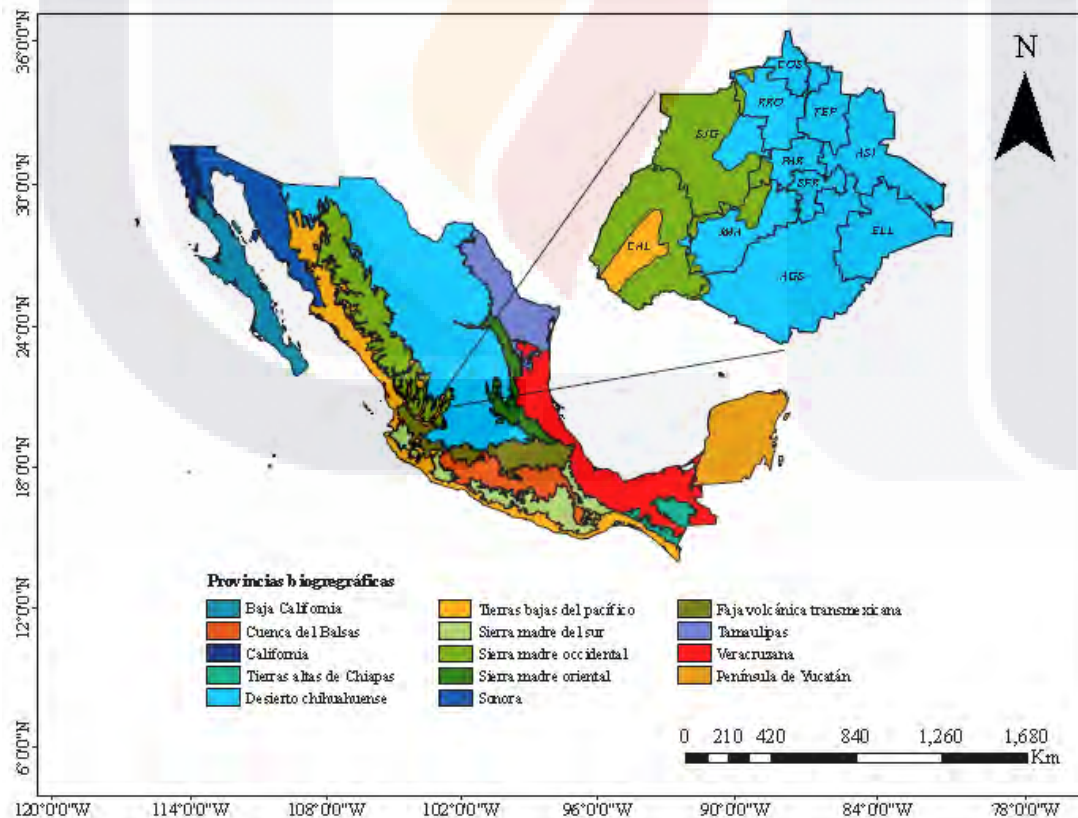 36°0'0"N
30°0'0"N
24°0'0"N
18°0'0"N
12°0'0"N
6°0'0"N
N
COS
RRO
TEP
SJG
ASI
PAB
SFR
CAL
JMA
ELL
AGS
Provincias biogregráficas
Baja California
Cuenca del Balsas
California
Tierras altas de Chiapas
Desierto chihuahuense
Tierras bajas del pacífico
Sierra madre del sur
Sierra madre occidental
Sierra madre oriental
Sonora
Faja volcánica transmexicana
Tamaulipas
Veracruzana
Península de Yucatán
0 210 420 840 1,260 1,680
Km
120°0'0"W 114°0'0"W 108°0'0"W 102°0'0"W 96°0'0"W 90°0'0"W 84°0'0"W 78°0'0"W